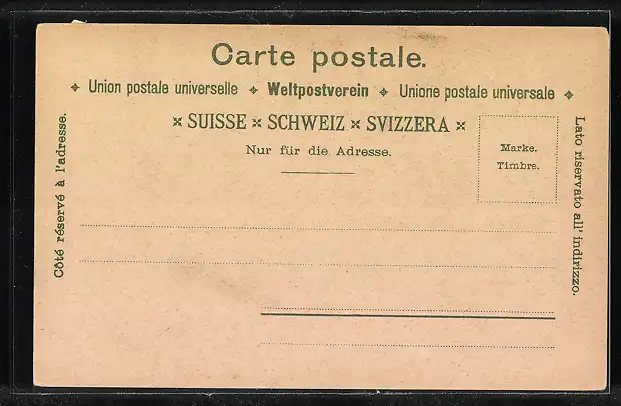 Carte postale.
✦ Union postale universelle ✦ Weltpostverein ✦ Unione postale universale ✦
✕ SUISSE ✕ SCHWEIZ ✕ SVIZZERA ✕
Nur für die Adresse.
Marke.
Timbre.
Côté réservé à l'adresse.
Lato riservato all' indirizzo.